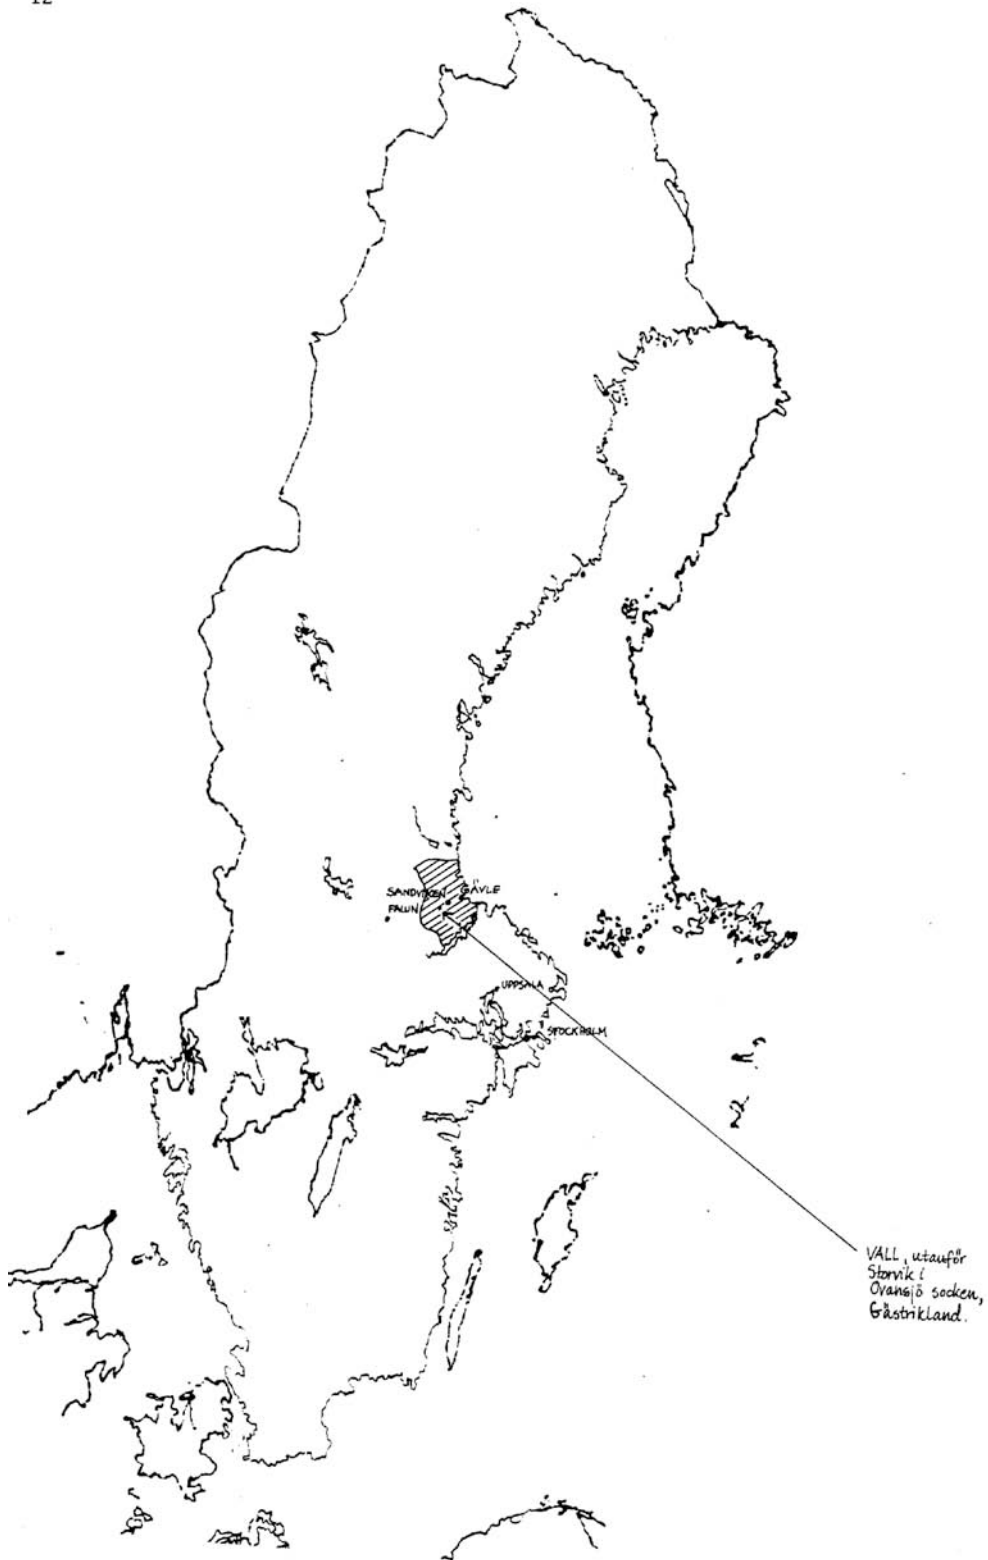 12
SANDVIKEN GÄVLE
FALUN
UPPSALA
STOCKHOLM
VALL, utanför
Storvik i
Ovansjö socken,
Gästrikland.